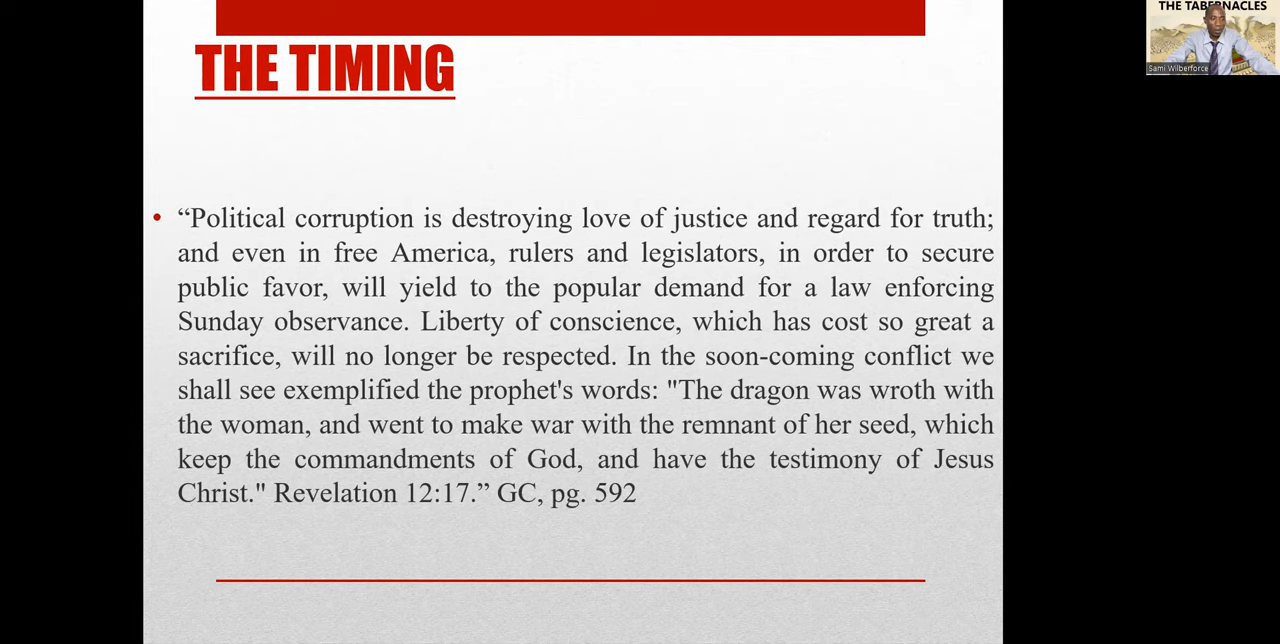 THE TIMING
• “Political corruption is destroying love of justice and regard for truth;
and even in free America, rulers and legislators, in order to secure
public favor, will yield to the popular demand for a law enforcing
Sunday observance. Liberty of conscience, which has cost so great a
sacrifice, will no longer be respected. In the soon-coming conflict we
shall see exemplified the prophet's words: "The dragon was wroth with
the woman, and went to make war with the remnant of her seed, which
keep the commandments of God, and have the testimony of Jesus
Christ." Revelation 12:17.” GC, pg. 592
THE TABERNACLES
Sami Wilberforce